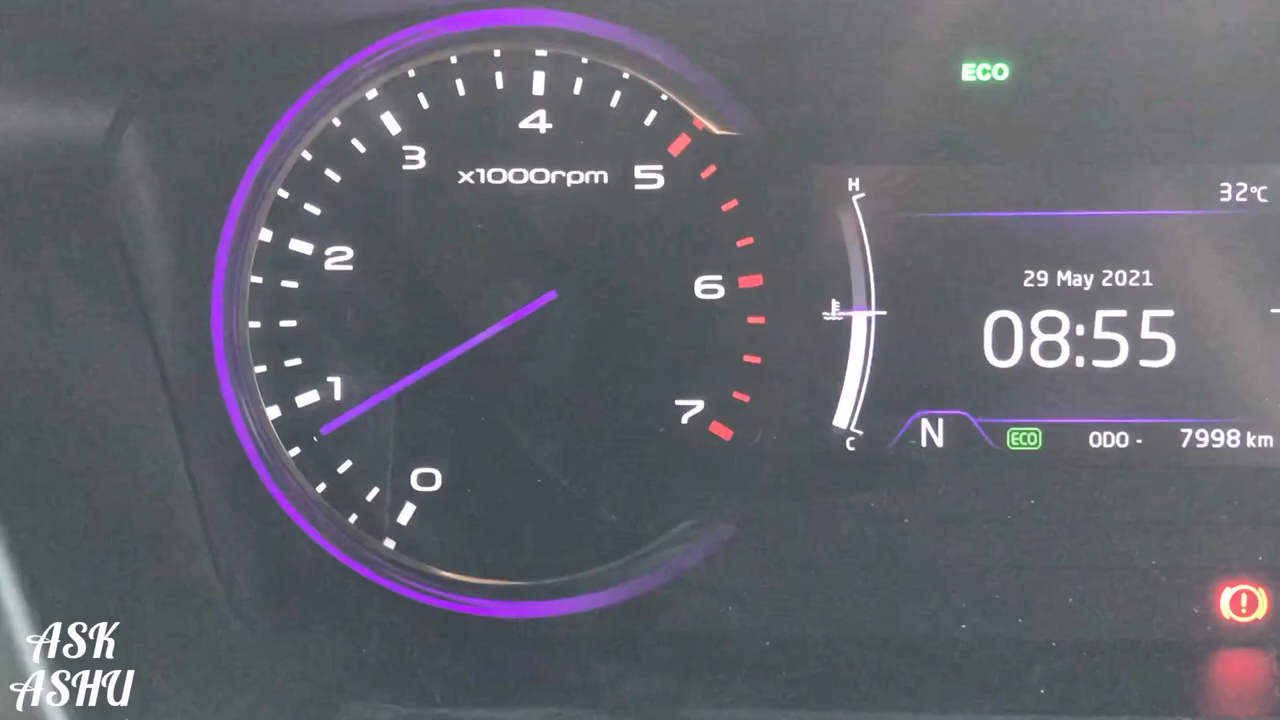 ECO
4
3
x1000rpm
5
H
32°C
2
29 May 2021
6
08:55
1
7
N
ECO
ODO - 7998 km
C
0
ASK
ASHU